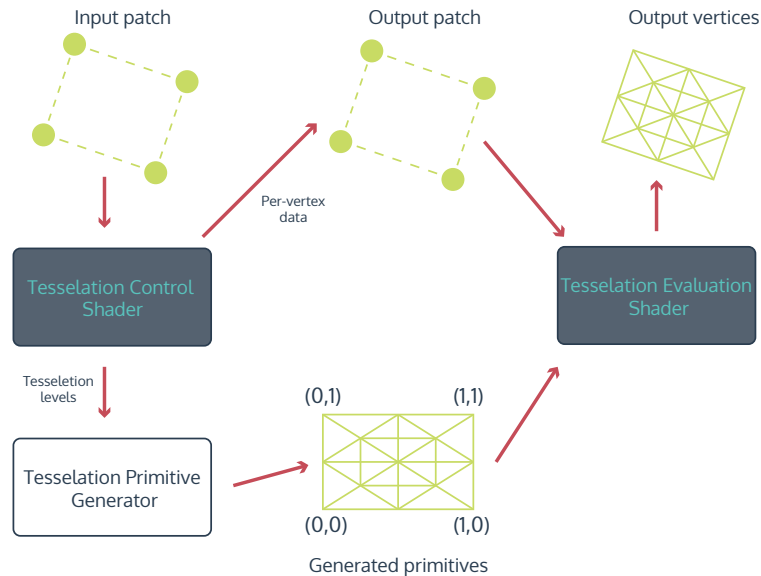 Input patch
Output patch
Output vertices
Per-vertex
data
Tesselation Control
Shader
Tesselation Evaluation
Shader
Tesseletion
levels
(0,1)
(1,1)
Tesselation Primitive
Generator
(0,0)
(1,0)
Generated primitives